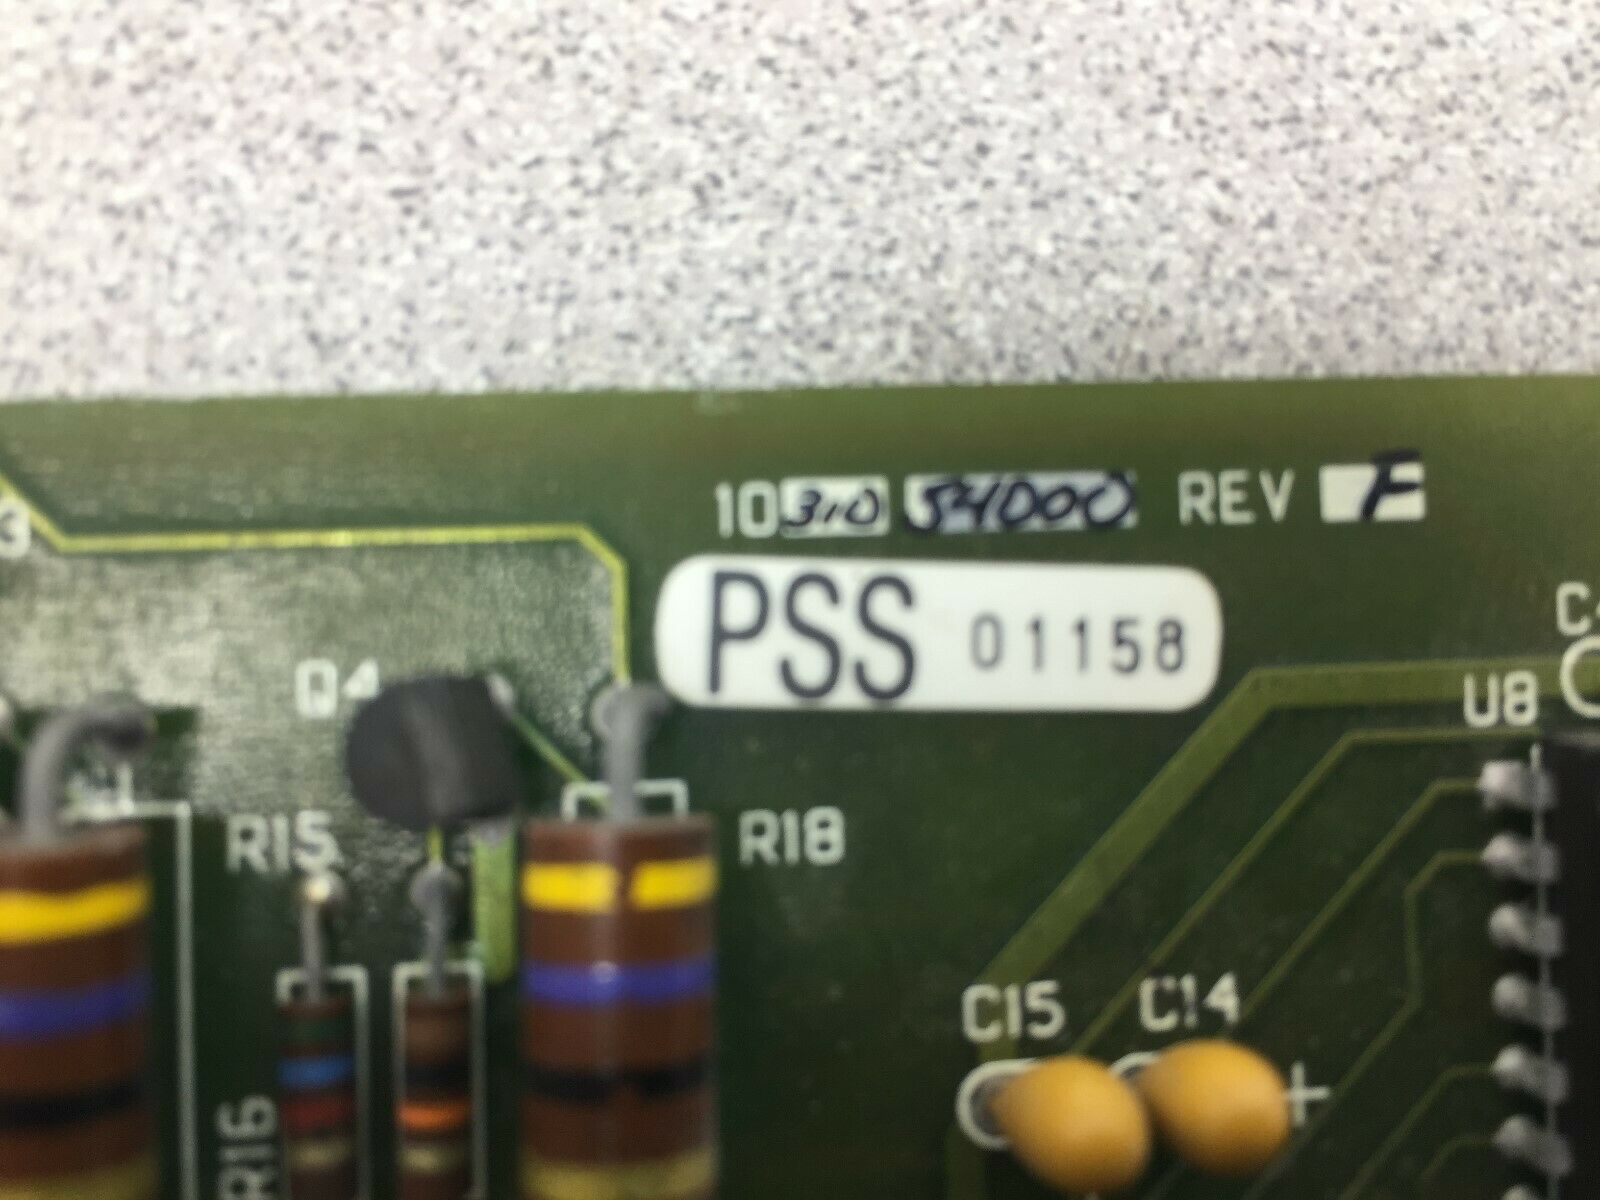 10310 54000 REV F
PSS 01158
Q4
U8
R15
R18
C15
C14
+
R16